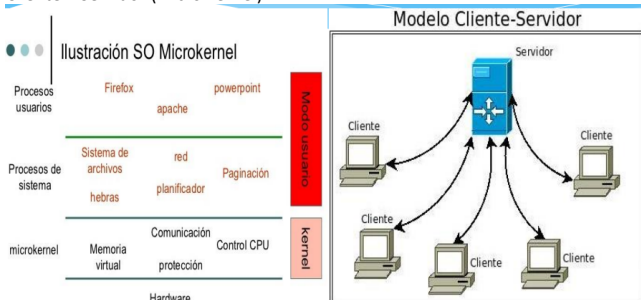 Ilustración SO Microkernel
Procesos usuarios
Firefox
apache
powerpoint
Procesos de sistema
Sistema de archivos
hebras
red
planificador
Paginación
Modo usuario
microkernel
Memoria virtual
Comunicación
protección
Control CPU
kernel
Hardware
Modelo Cliente-Servidor
Servidor
Cliente
Cliente
Cliente
Cliente
Cliente